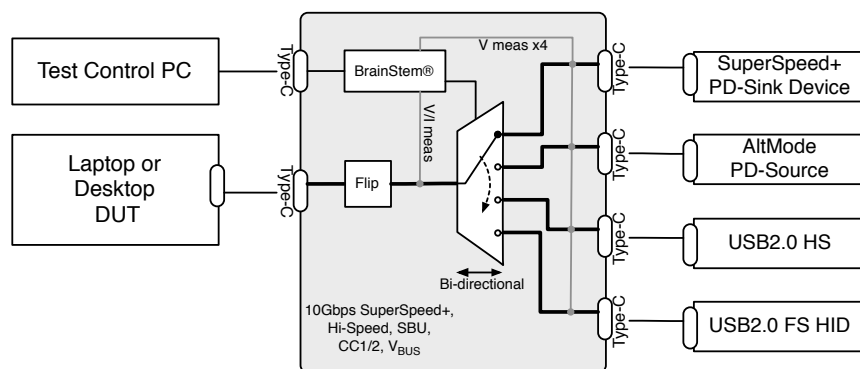 Test Control PC
Type-C
BrainStem®
V meas x4
Type-C
SuperSpeed+
PD-Sink Device
V/I meas
Laptop or
Desktop
DUT
Type-C
Flip
Type-C
AltMode
PD-Source
Type-C
USB2.0 HS
Bi-directional
10Gbps SuperSpeed+,
Hi-Speed, SBU,
CC1/2, VBUS
Type-C
USB2.0 FS HID